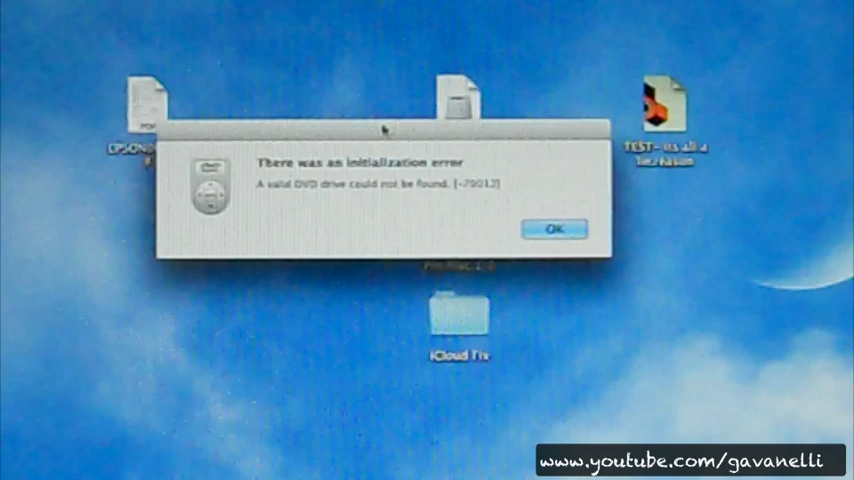 There was an initialization error
A valid DVD drive could not be found. [-70012]
OK
iCloud Fix
www.youtube.com/gavanelli